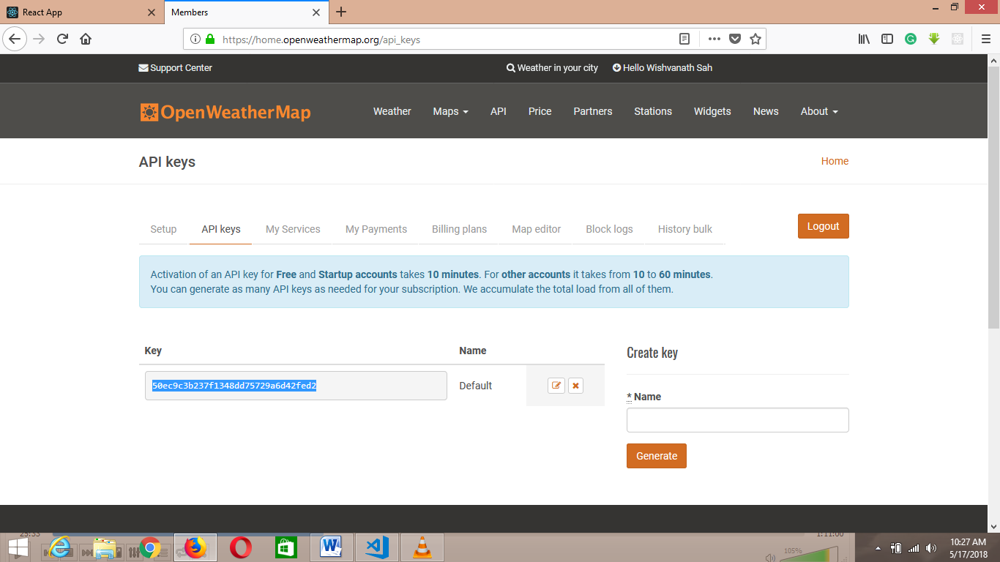 React App
Members
https://home.openweathermap.org/api_keys
Support Center
Weather in your city
Hello Wishvanath Sah
OpenWeatherMap
Weather
Maps
API
Price
Partners
Stations
Widgets
News
About
API keys
Home
Setup
API keys
My Services
My Payments
Billing plans
Map editor
Block logs
History bulk
Logout
Activation of an API key for Free and Startup accounts takes 10 minutes. For other accounts it takes from 10 to 60 minutes.
You can generate as many API keys as needed for your subscription. We accumulate the total load from all of them.
Key
Name
Create key
50ec9c3b237f1348dd75729a6d42fed2
Default
* Name
Generate
1:11:00
105%
10:27 AM
5/17/2018